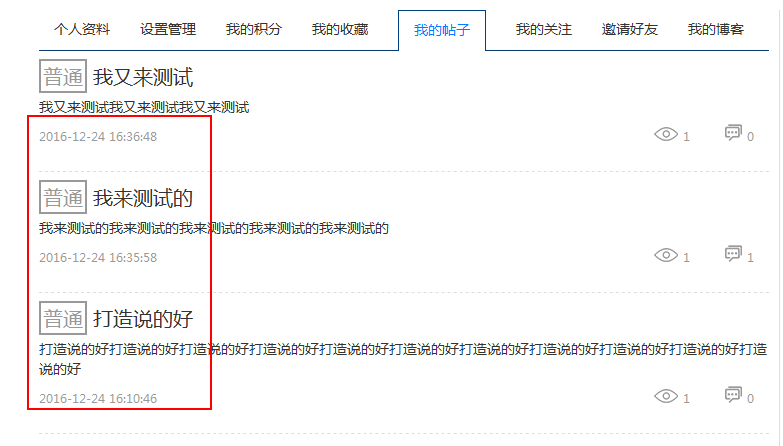 个人资料 设置管理 我的积分 我的收藏 我的帖子 我的关注 邀请好友 我的博客
普通 我又来测试
我又来测试我又来测试我又来测试
2016-12-24 16:36:48 1 0
普通 我来测试的
我来测试的我来测试的我来测试的我来测试的我来测试的
2016-12-24 16:35:58 1 1
普通 打造说的好
打造说的好打造说的好打造说的好打造说的好打造说的好打造说的好打造说的好打造说的好打造说的好打造说的好打造
说的好
2016-12-24 16:10:46 1 0